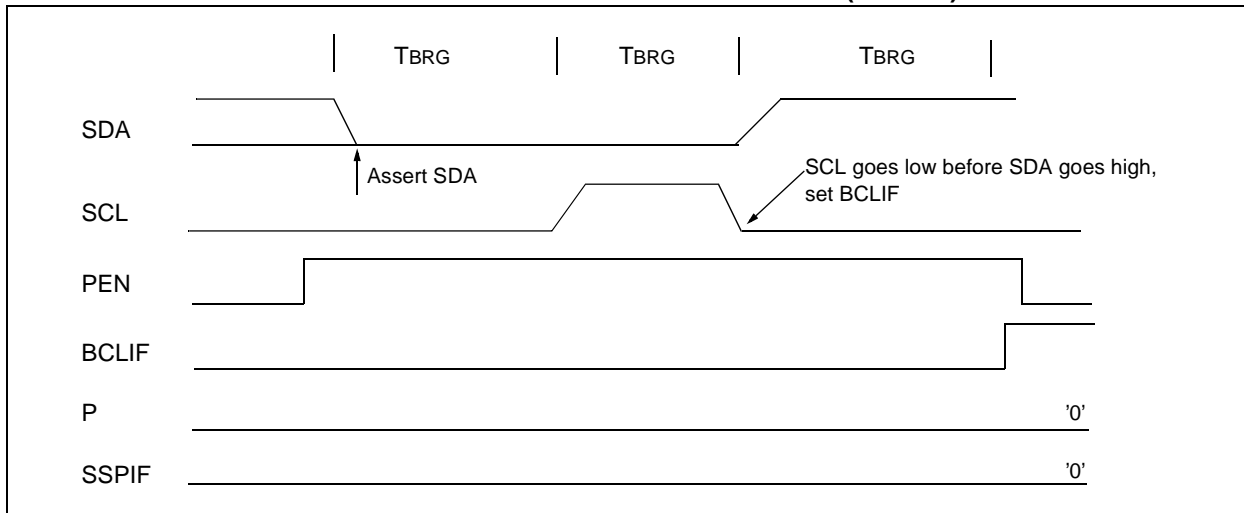 TBRG TBRG TBRG
SDA
Assert SDA
SCL goes low before SDA goes high,
set BCLIF
SCL
PEN
BCLIF
P '0'
SSPIF '0'